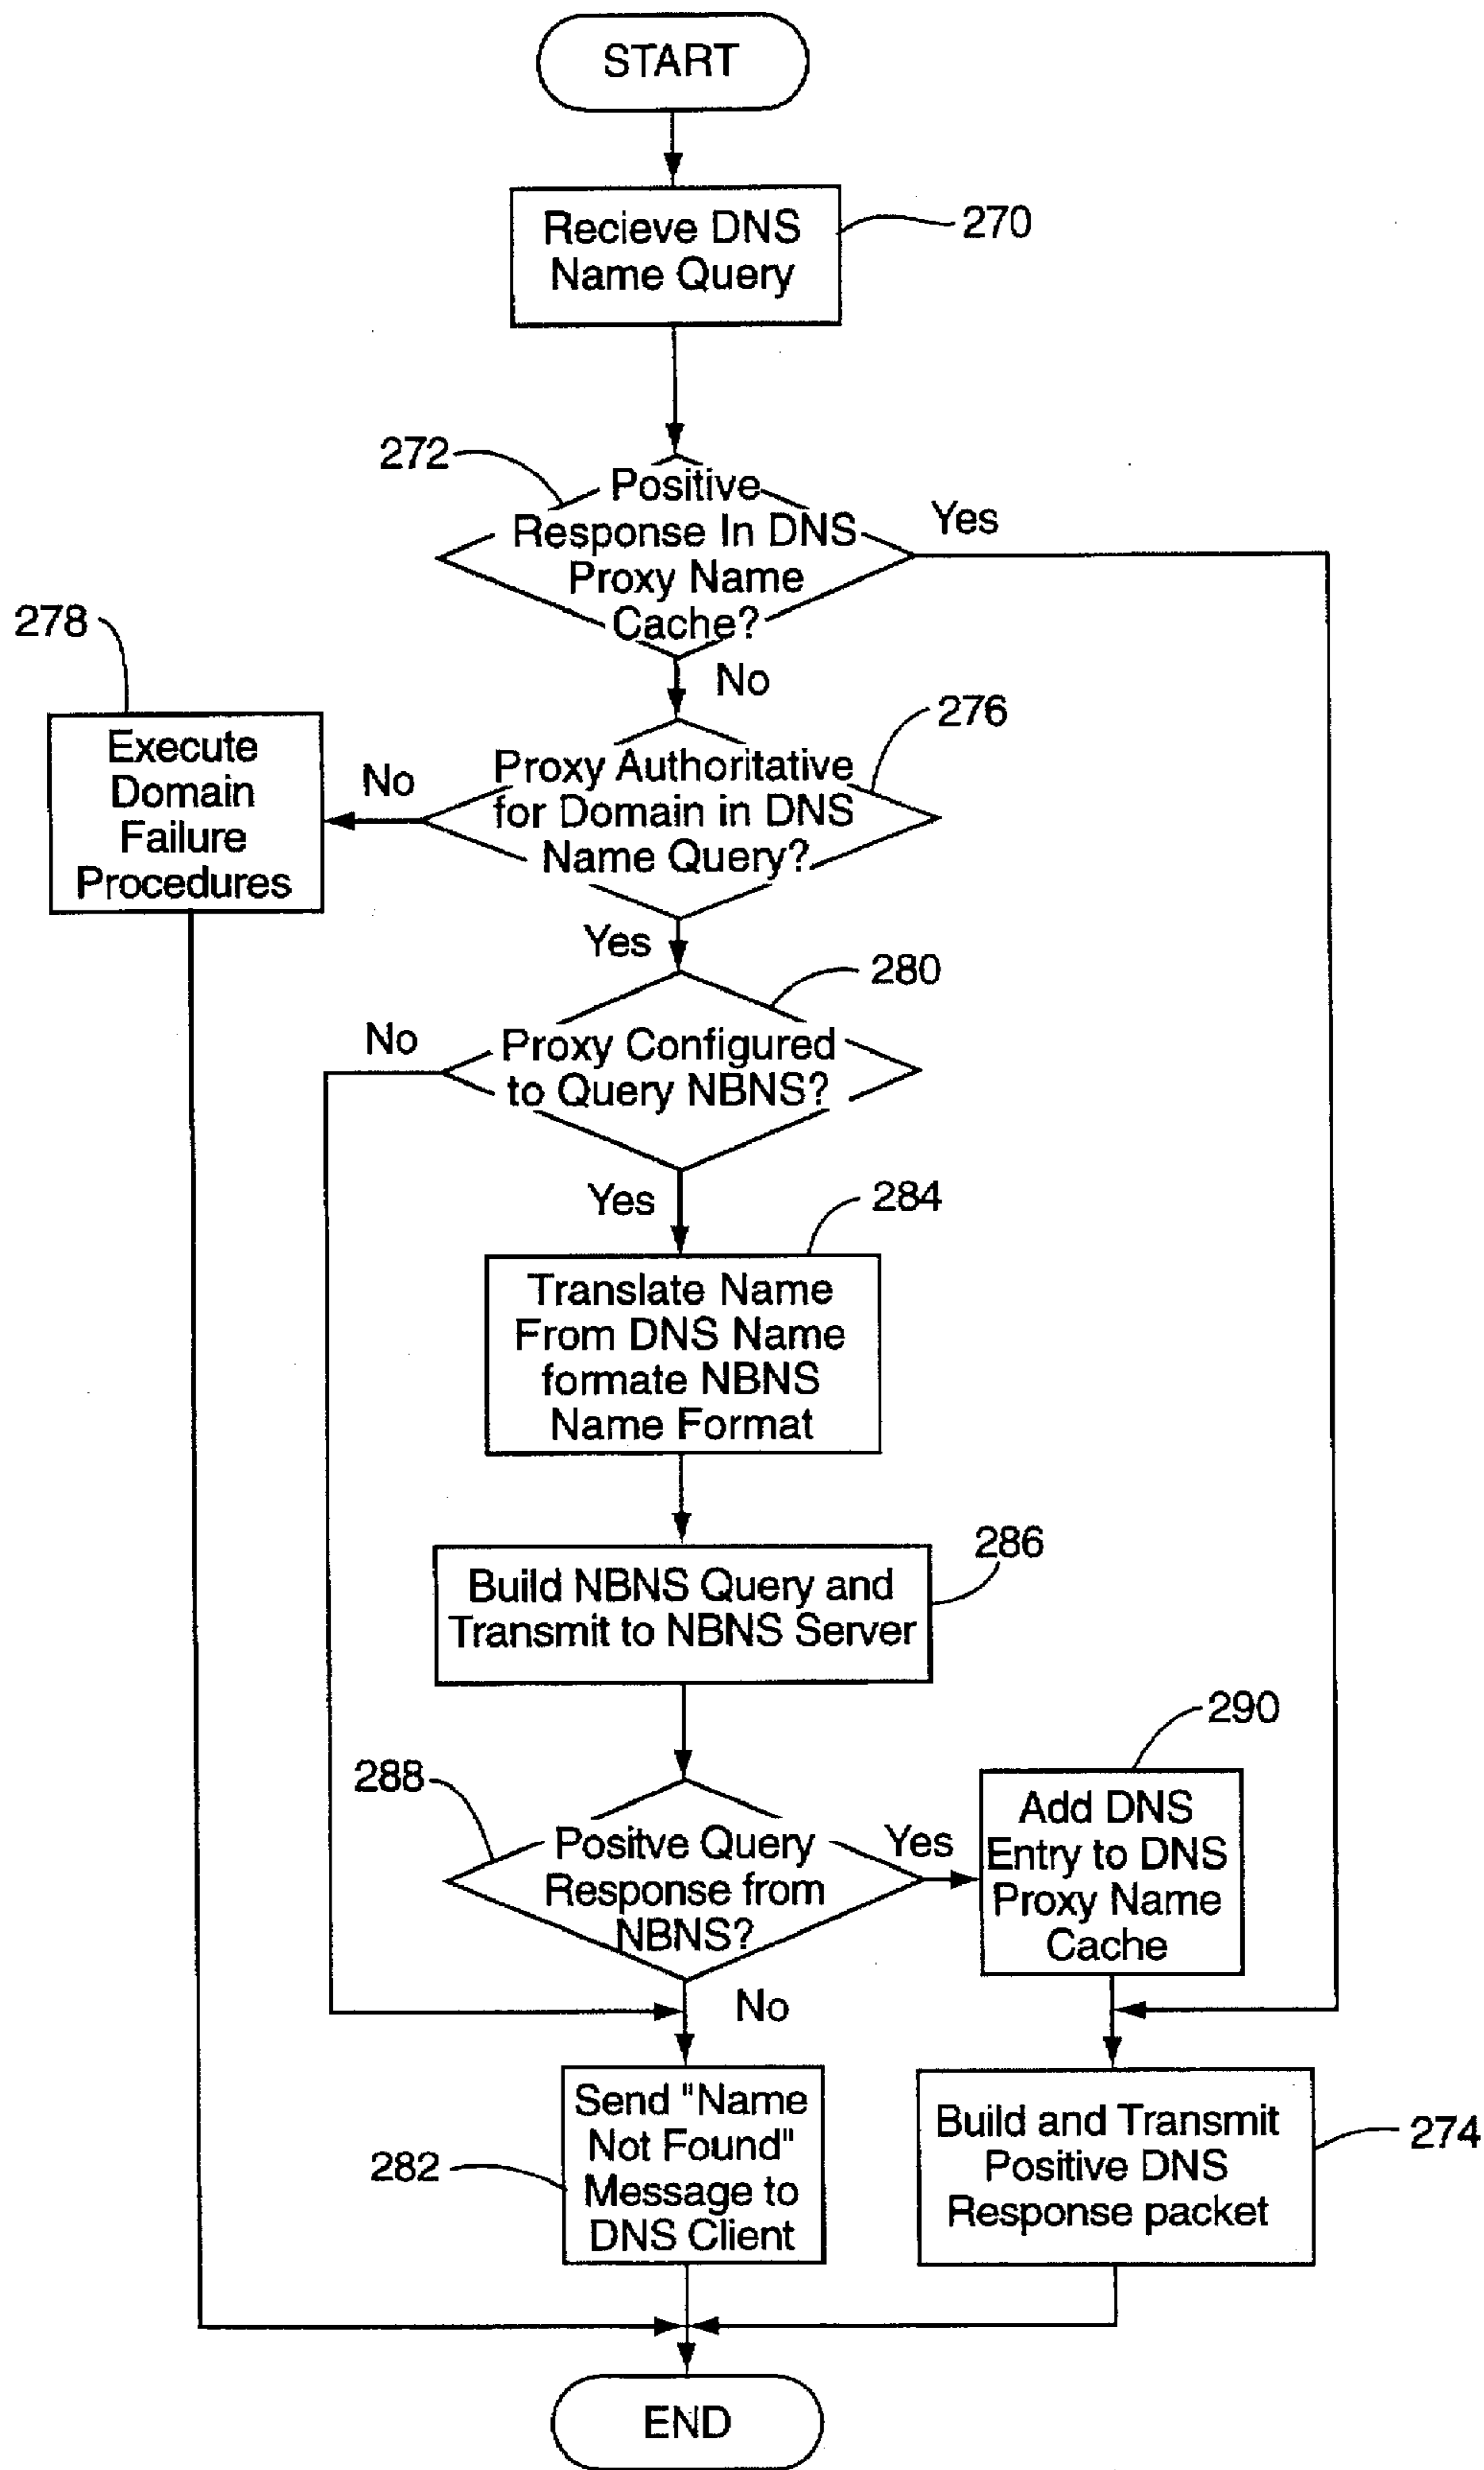 START
Recieve DNS
Name Query
270
272
Positive
Response In DNS
Proxy Name
Cache?
Yes
No
278
Execute
Domain
Failure
Procedures
No
276
Proxy Authoritative
for Domain in DNS
Name Query?
Yes
280
No
Proxy Configured
to Query NBNS?
Yes
284
Translate Name
From DNS Name
formate NBNS
Name Format
286
Build NBNS Query and
Transmit to NBNS Server
290
288
Positve Query
Response from
NBNS?
Yes
Add DNS
Entry to DNS
Proxy Name
Cache
No
Send "Name
Not Found"
Message to
DNS Client
282
Build and Transmit
Positive DNS
Response packet
274
END